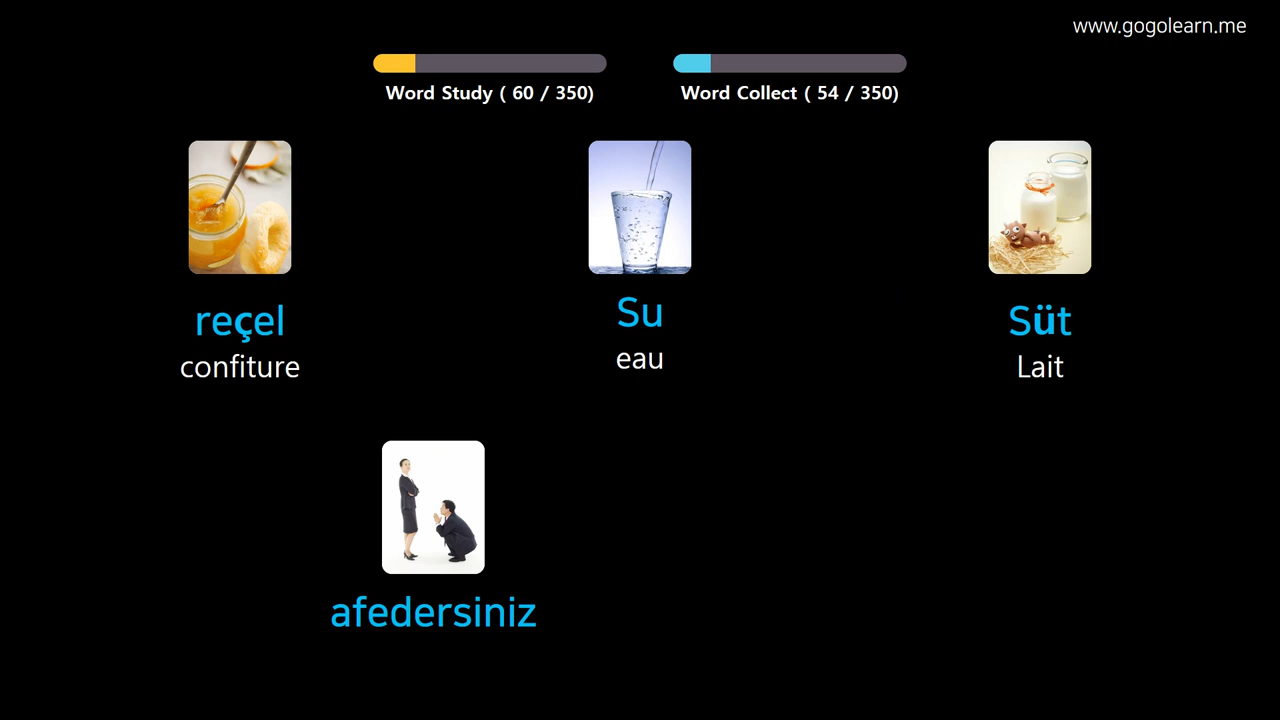 www.gogolearn.me
Word Study ( 60 / 350)
Word Collect ( 54 / 350)
reçel
confiture
Su
eau
Süt
Lait
afedersiniz